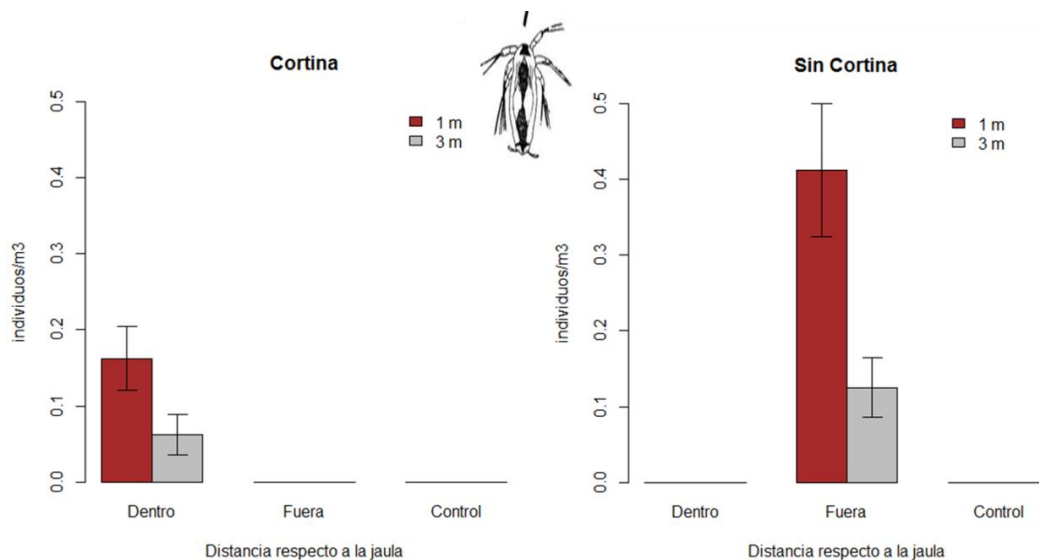 Cortina
1 m
3 m
individuos/m3
0.0
0.1
0.2
0.3
0.4
0.5
Dentro
Fuera
Control
Distancia respecto a la jaula
Sin Cortina
1 m
3 m
individuos/m3
0.0
0.1
0.2
0.3
0.4
0.5
Dentro
Fuera
Control
Distancia respecto a la jaula